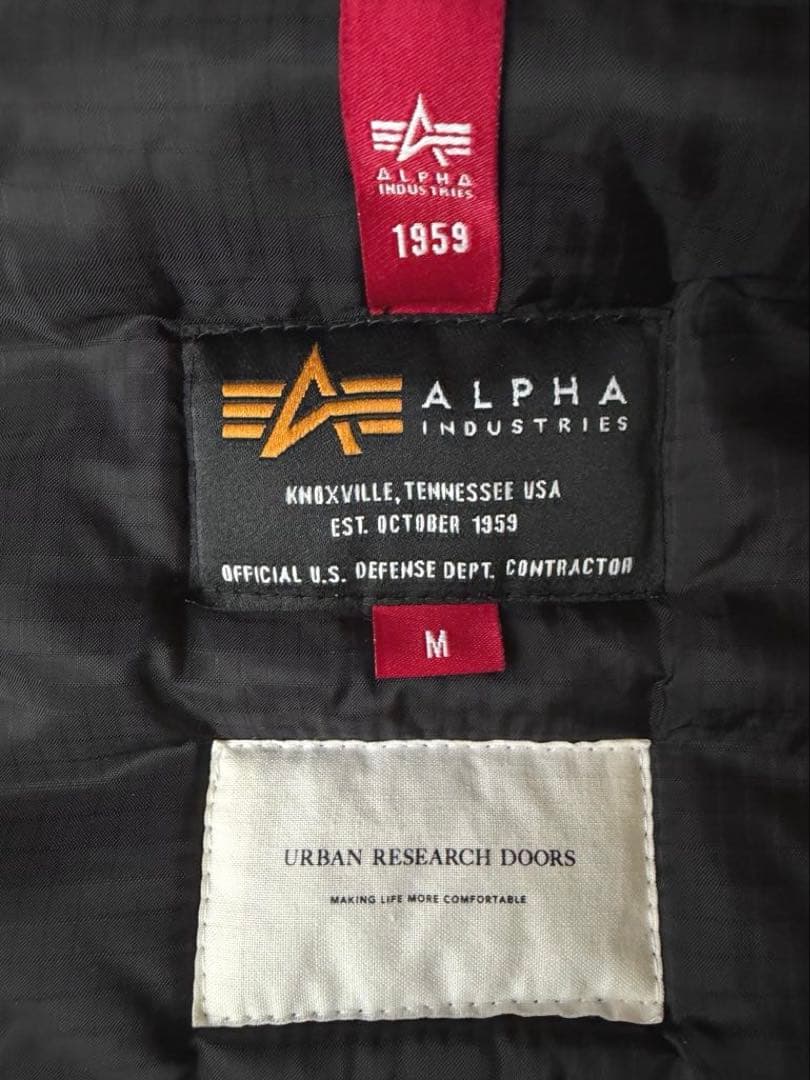 ALPHA
INDUSTRIES
1959
ALPHA
INDUSTRIES
KNOXVILLE, TENNESSEE USA
EST. OCTOBER 1959
OFFICIAL U.S. DEFENSE DEPT. CONTRACTOR
M
URBAN RESEARCH DOORS
MAKING LIFE MORE COMFORTABLE